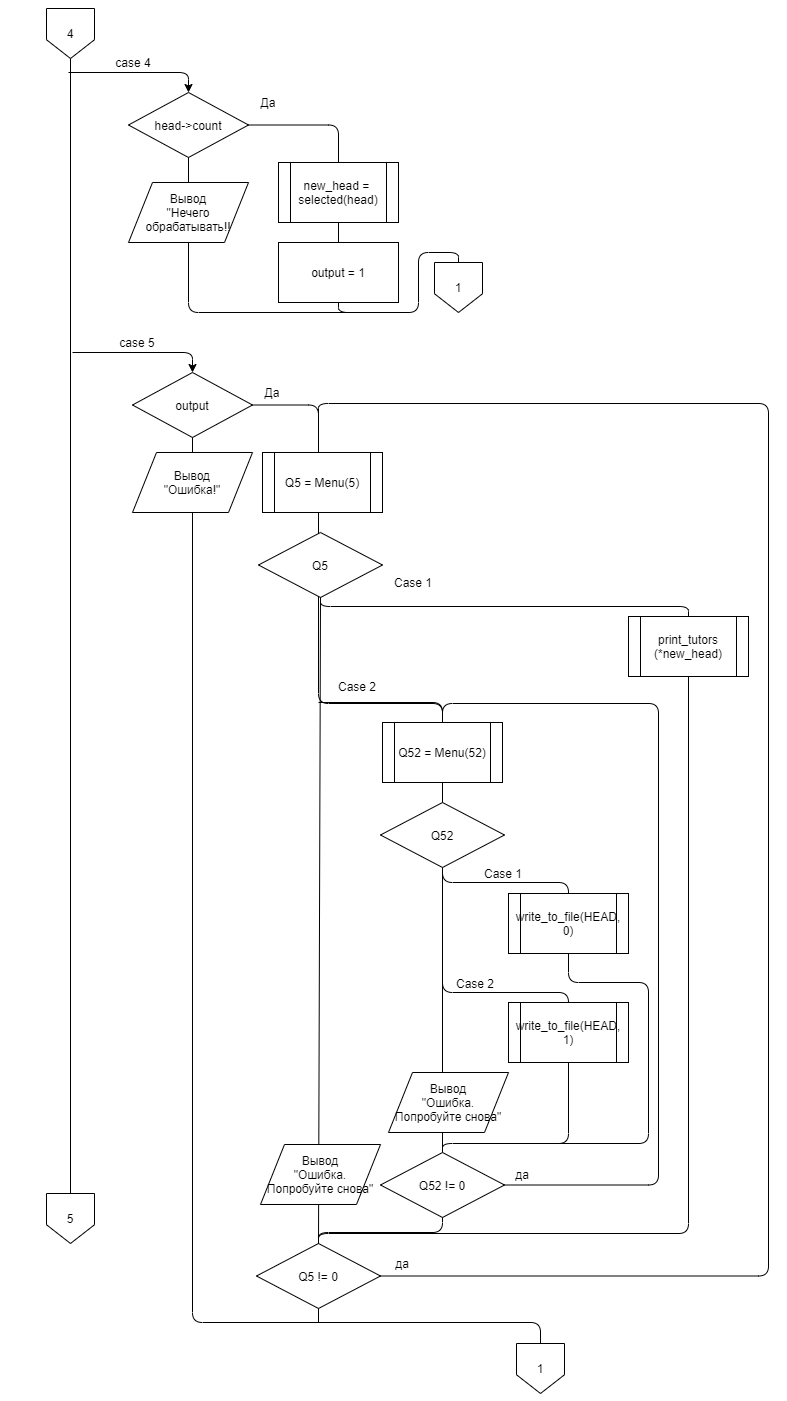 4
case 4
Да
head->count
Вывод
"Нечего
обрабатывать!!
new_head =
selected(head)
output = 1
1
case 5
output
Да
Вывод
"Ошибка!"
Q5 = Menu(5)
Q5
Case 1
print_tutors
(*new_head)
Case 2
Q52 = Menu(52)
Q52
Case 1
write_to_file(HEAD,
0)
Case 2
write_to_file(HEAD,
1)
Вывод
"Ошибка.
Попробуйте снова"
Вывод
"Ошибка.
Попробуйте снова"
Q52 != 0
да
5
Q5 != 0
да
1